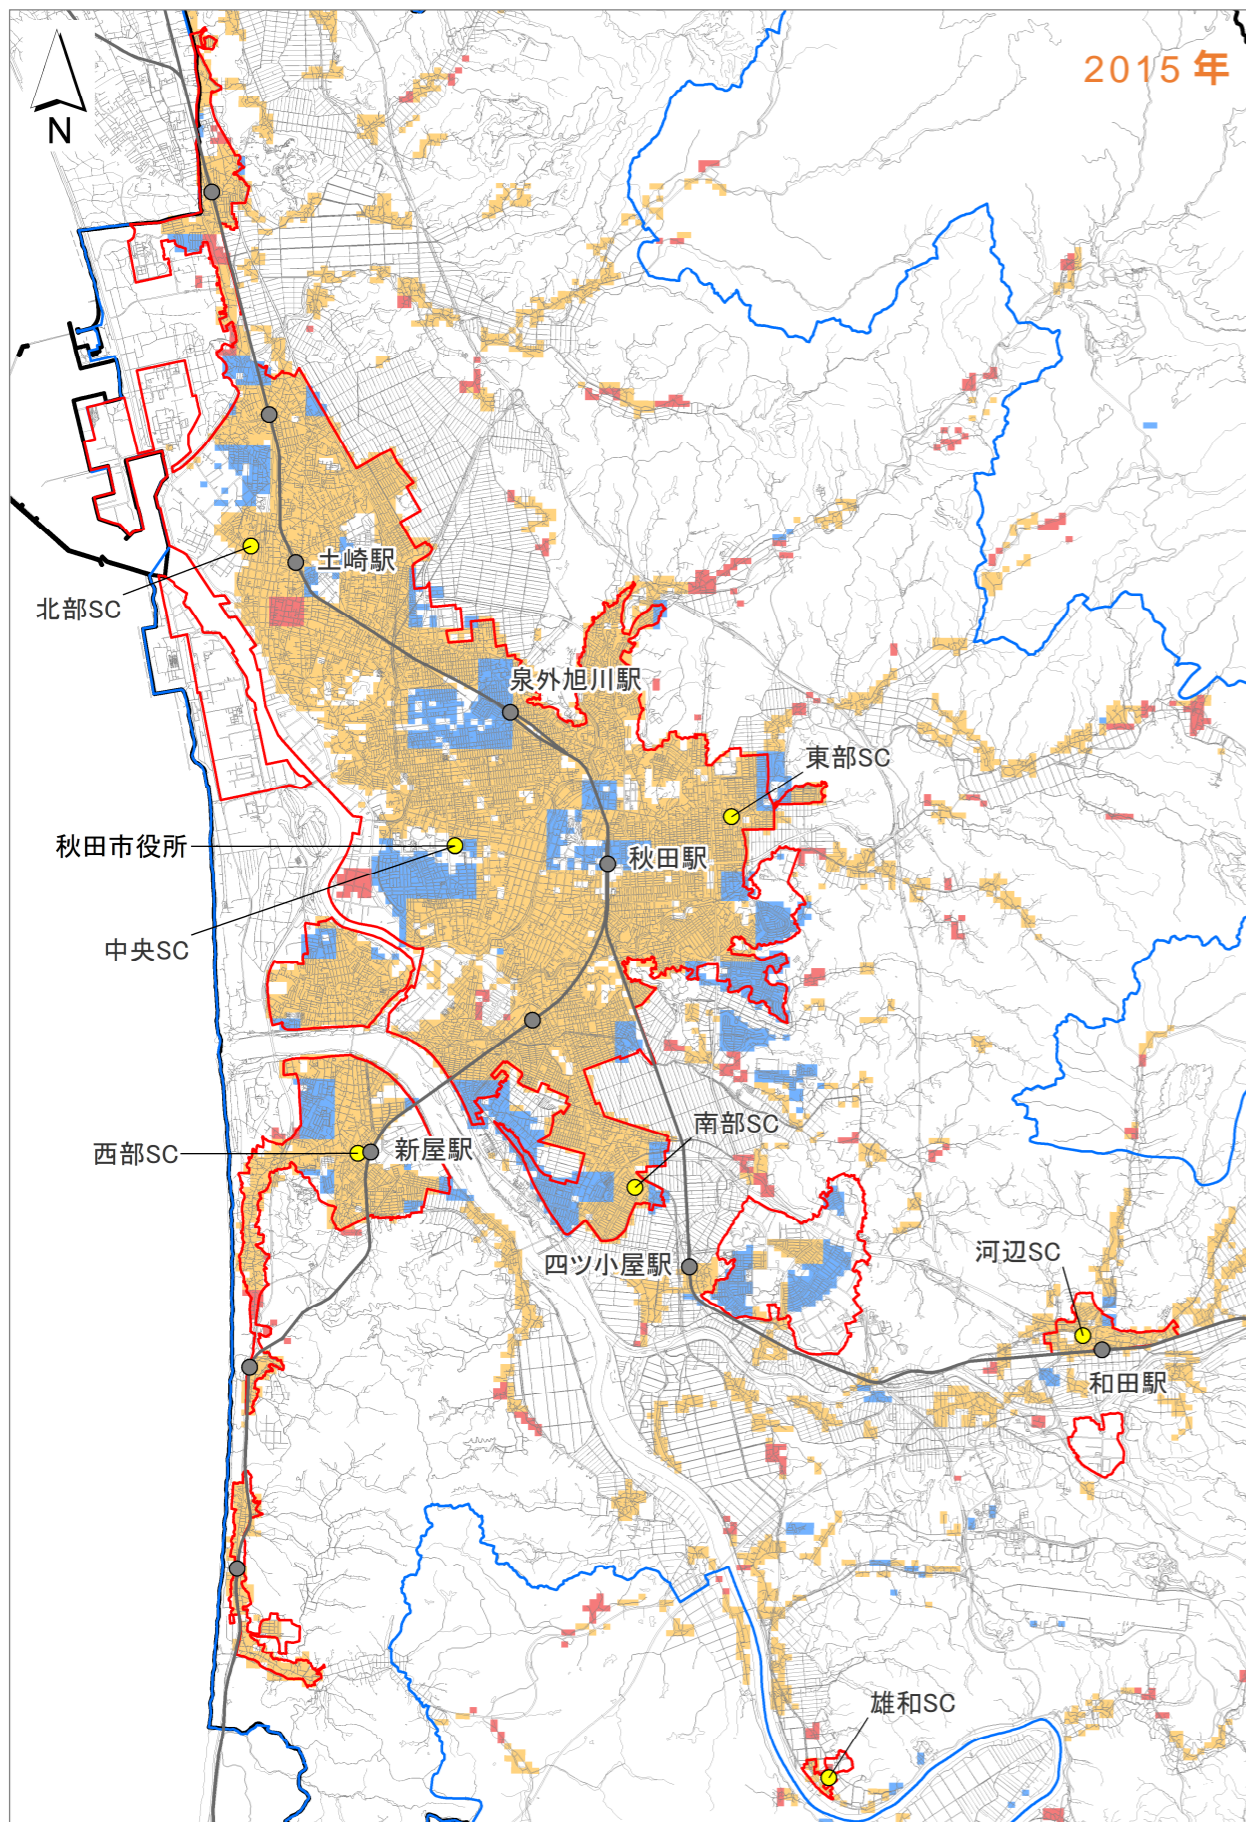 2015 年
N
土崎駅
北部SC
泉外旭川駅
東部SC
秋田市役所
秋田駅
中央SC
南部SC
西部SC
新屋駅
河辺SC
四ツ小屋駅
和田駅
雄和SC